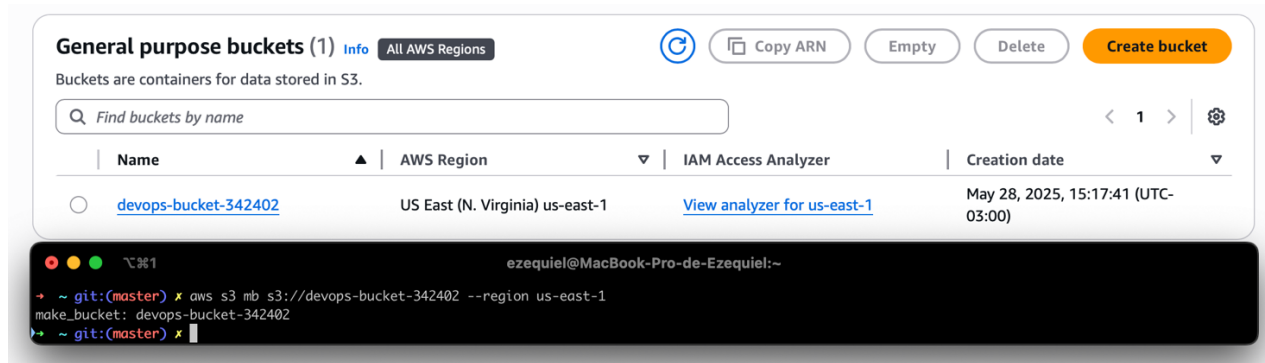 General purpose buckets (1) Info All AWS Regions Copy ARN Empty Delete Create bucket
Buckets are containers for data stored in S3.
Find buckets by name 1
Name AWS Region IAM Access Analyzer Creation date
devops-bucket-342402 US East (N. Virginia) us-east-1 View analyzer for us-east-1 May 28, 2025, 15:17:41 (UTC-
03:00)
⌥⌘1 ezequiel@MacBook-Pro-de-Ezequiel:~
→ ~ git:(master) ✗ aws s3 mb s3://devops-bucket-342402 --region us-east-1
make_bucket: devops-bucket-342402
→ ~ git:(master) ✗